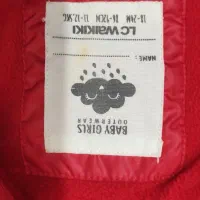 BABY GIRLS
OUTERWEAR
NAME:
LC WAIKIKI
18-24M 86-92CM 11-12,5KG